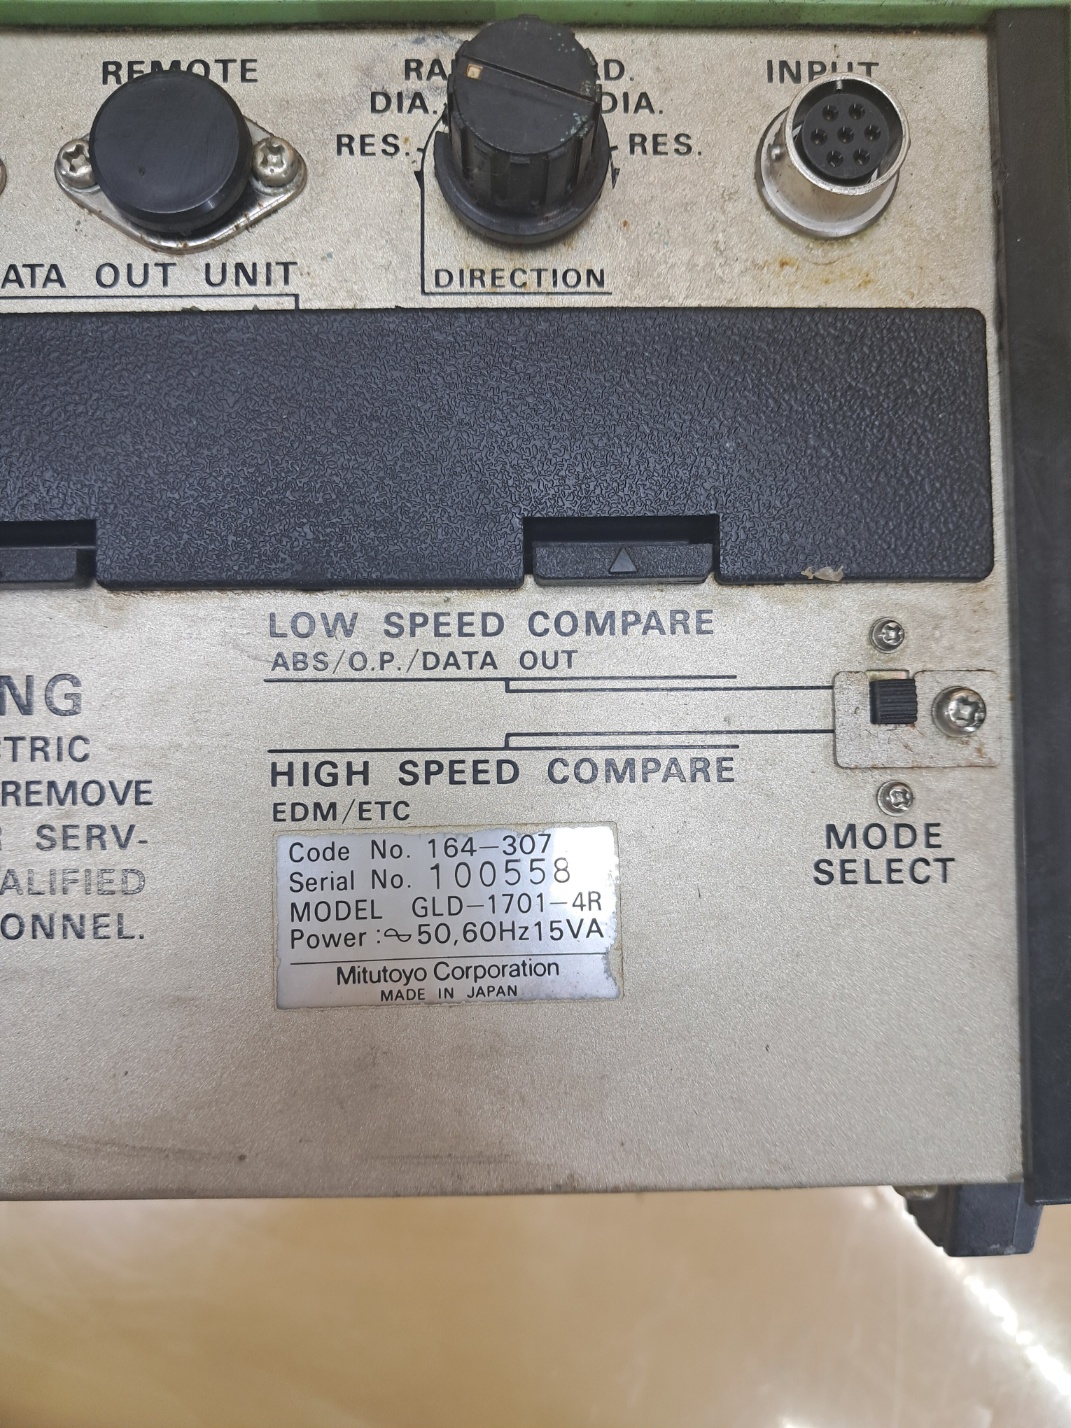 REMOTE
INPUT
DIA. DIA.
RES. RES.
ATA OUT UNIT
DIRECTION
LOW SPEED COMPARE
ABS/O.P./DATA OUT
HIGH SPEED COMPARE
EDM/ETC
MODE
SELECT
NG
TRIC
REMOVE
R SERV-
ALIFIED
ONNEL.
Code No. 164-307
Serial No. 100558
MODEL GLD-1701-4R
Power :∿50,60Hz15VA
Mitutoyo Corporation
MADE IN JAPAN